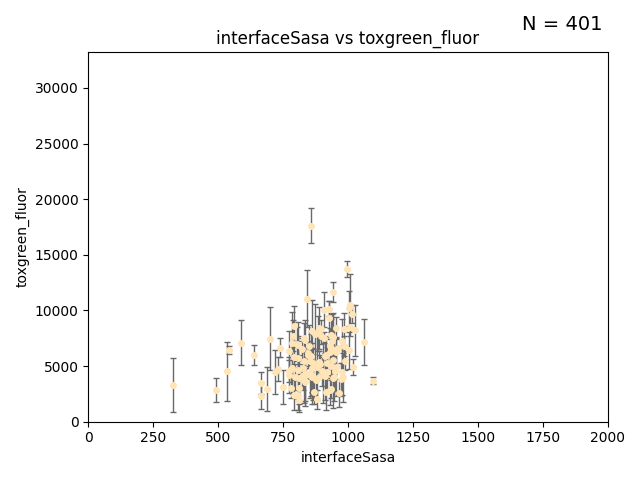 N = 401
interfaceSasa vs toxgreen_fluor
30000
25000
20000
15000
10000
5000
0
toxgreen_fluor
0 250 500 750 1000 1250 1500 1750 2000
interfaceSasa